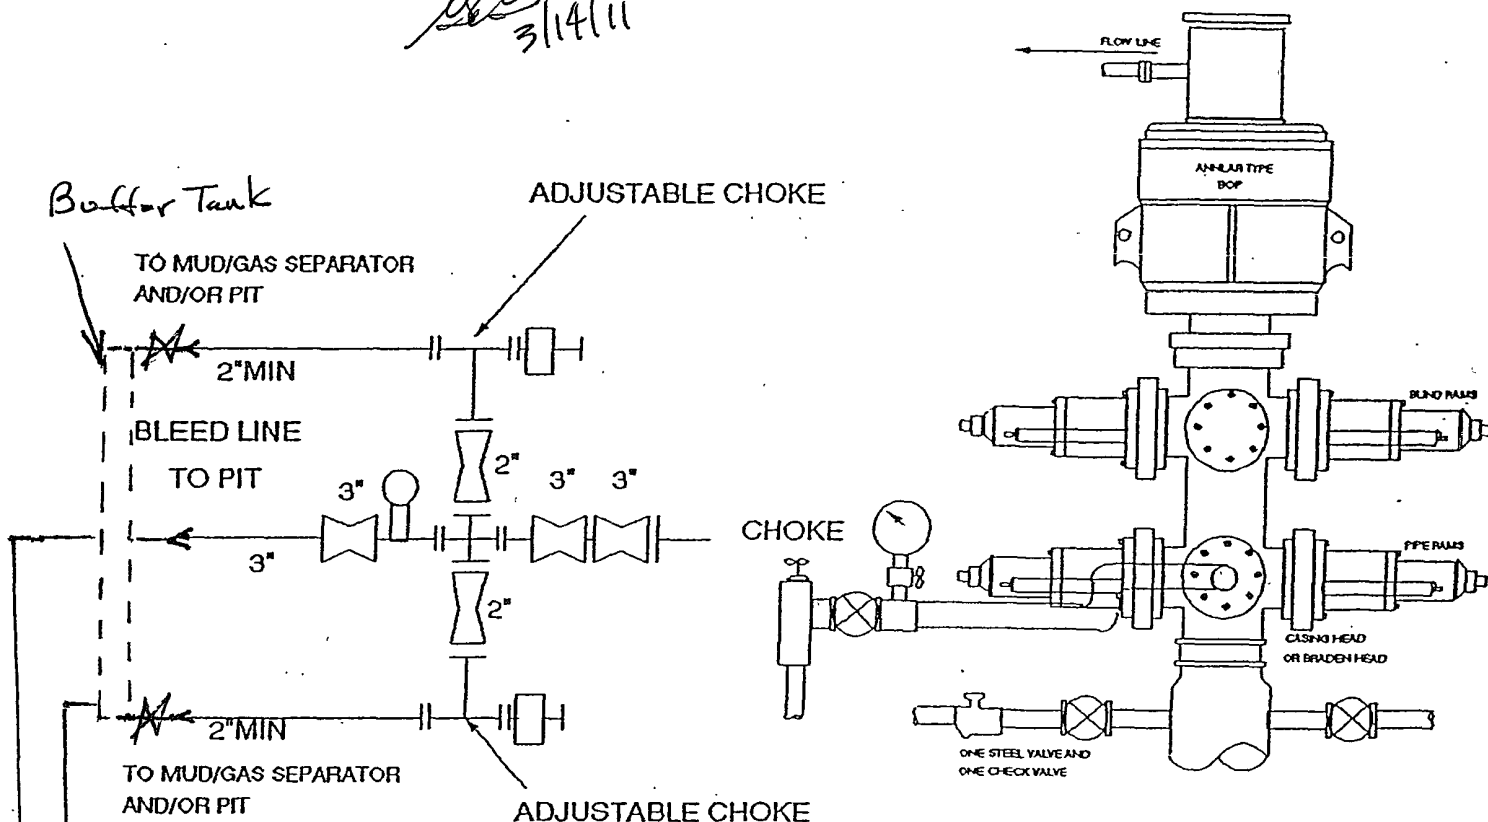 3/14/11
Buffer Tank
ADJUSTABLE CHOKE
TO MUD/GAS SEPARATOR
AND/OR PIT
2"MIN
BLEED LINE
TO PIT
2"
3"
3"
3"
3"
2"
2"MIN
TO MUD/GAS SEPARATOR
AND/OR PIT
ADJUSTABLE CHOKE
FLOW LINE
ANNULAR TYPE
BOP
BLIND RAMS
CHOKE
PIPE RAMS
CASING HEAD
OR BRADEN HEAD
ONE STEEL VALVE AND
ONE CHECK VALVE